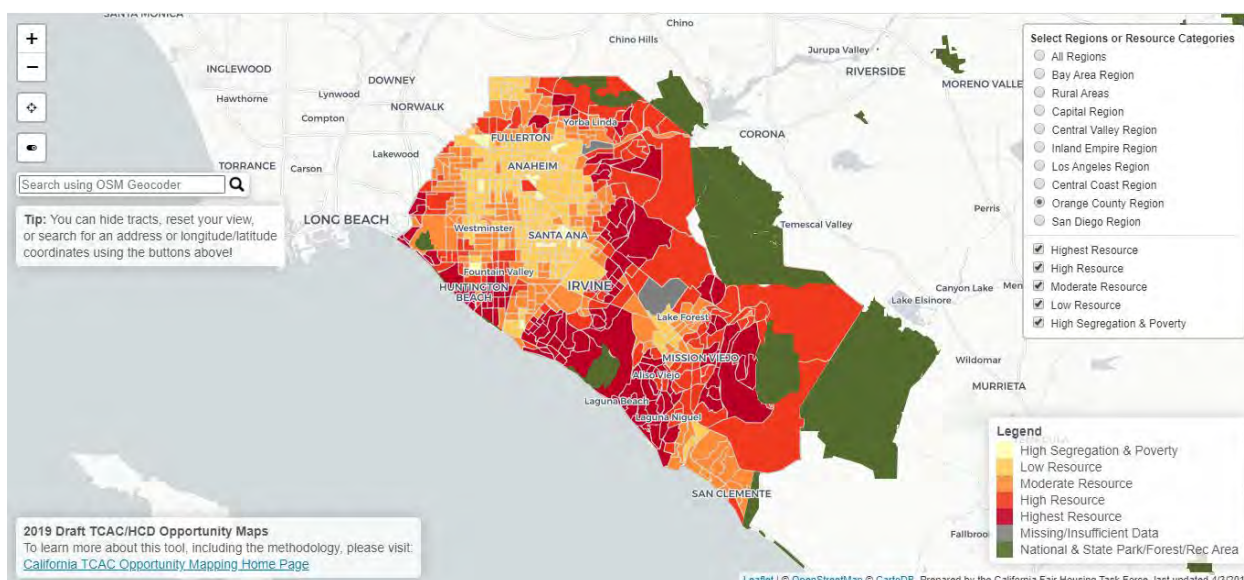 SANTA MONICA
Chino
Chino Hills
Jurupa Valley
INGLEWOOD
DOWNEY
RIVERSIDE
Hawthorne
Lynwood
NORWALK
MORENO VALLE
Compton
Yorba Linda
CORONA
FULLERTON
TORRANCE
Carson
Lakewood
ANAHEIM
Perris
LONG BEACH
Westminster
SANTA ANA
Temescal Valley
Fountain Valley
HUNTINGTON
BEACH
IRVINE
Canyon Lake
Men
Lake Elsinore
Lake Forest
MISSION VIEJO
Wildomar
Aliso Viejo
MURRIETA
Laguna Beach
Laguna Niguel
SAN CLEMENTE
Fallbroo
+
−
Search using OSM Geocoder
Tip: You can hide tracts, reset your view,
or search for an address or longitude/latitude
coordinates using the buttons above!
Select Regions or Resource Categories
All Regions
Bay Area Region
Rural Areas
Capital Region
Central Valley Region
Inland Empire Region
Los Angeles Region
Central Coast Region
Orange County Region
San Diego Region
Highest Resource
High Resource
Moderate Resource
Low Resource
High Segregation & Poverty
Legend
High Segregation & Poverty
Low Resource
Moderate Resource
High Resource
Highest Resource
Missing/Insufficient Data
National & State Park/Forest/Rec Area
2019 Draft TCAC/HCD Opportunity Maps
To learn more about this tool, including the methodology, please visit:
California TCAC Opportunity Mapping Home Page
Leaflet | © OpenStreetMap © CartoDB, Prepared by the California Fair Housing Task Force, last updated